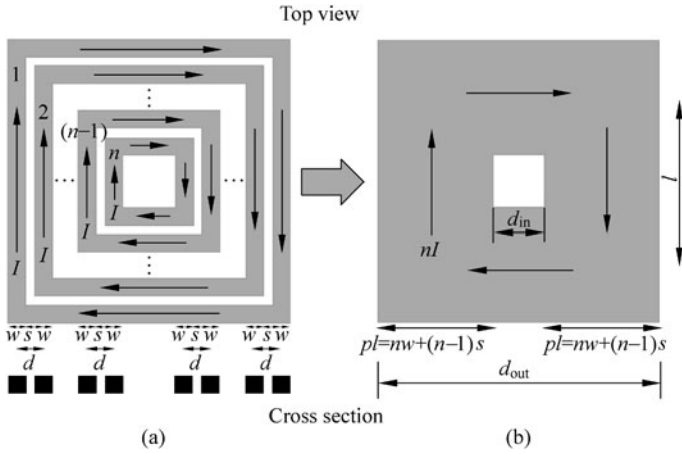 Top view
1
2
(n−1)
n
I
I
I
I
w s w
w s w
w s w
w s w
d
d
d
d
Cross section
(a)
nI
d_in
l
pl=nw+(n−1)s
pl=nw+(n−1)s
d_out
(b)